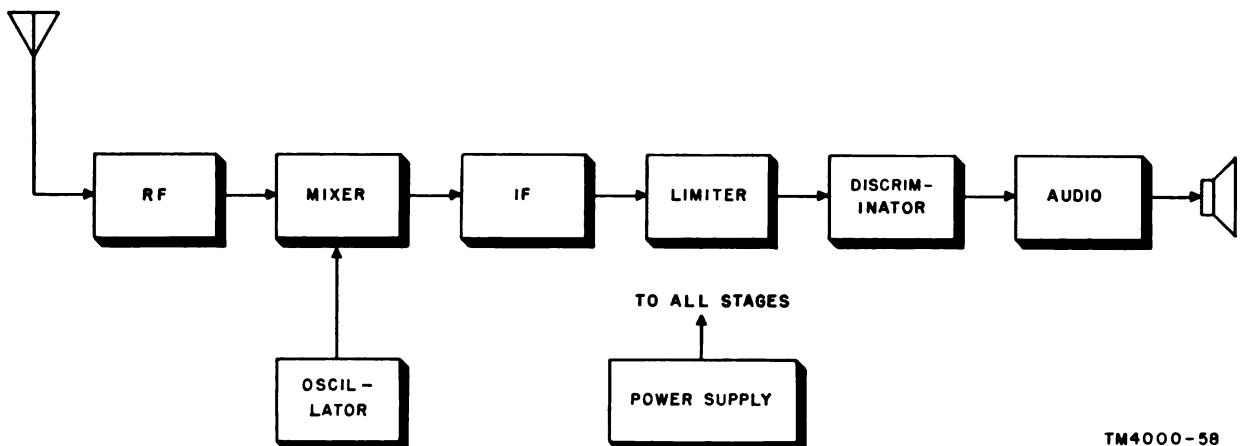 RF
MIXER
IF
LIMITER
DISCRIM-
INATOR
AUDIO
TO ALL STAGES
OSCIL-
LATOR
POWER SUPPLY
TM4000-58